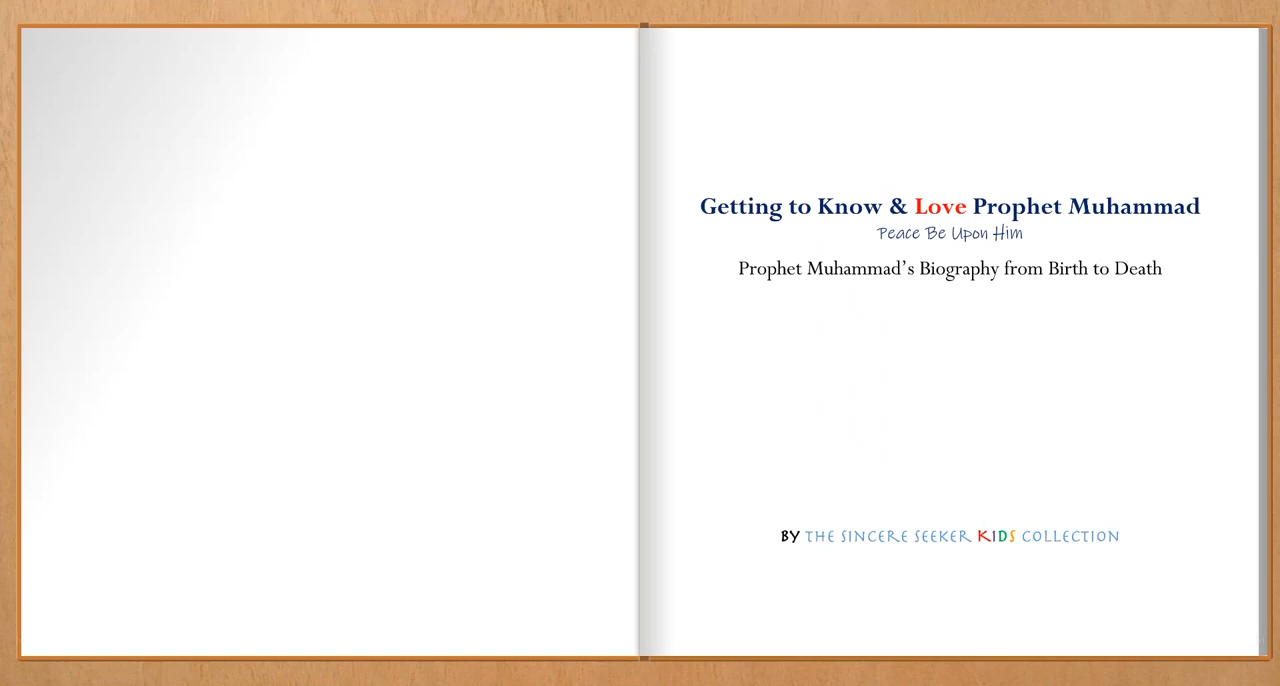 Getting to Know & Love Prophet Muhammad
Peace Be Upon Him
Prophet Muhammad’s Biography from Birth to Death
BY THE SINCERE SEEKER KIDS COLLECTION